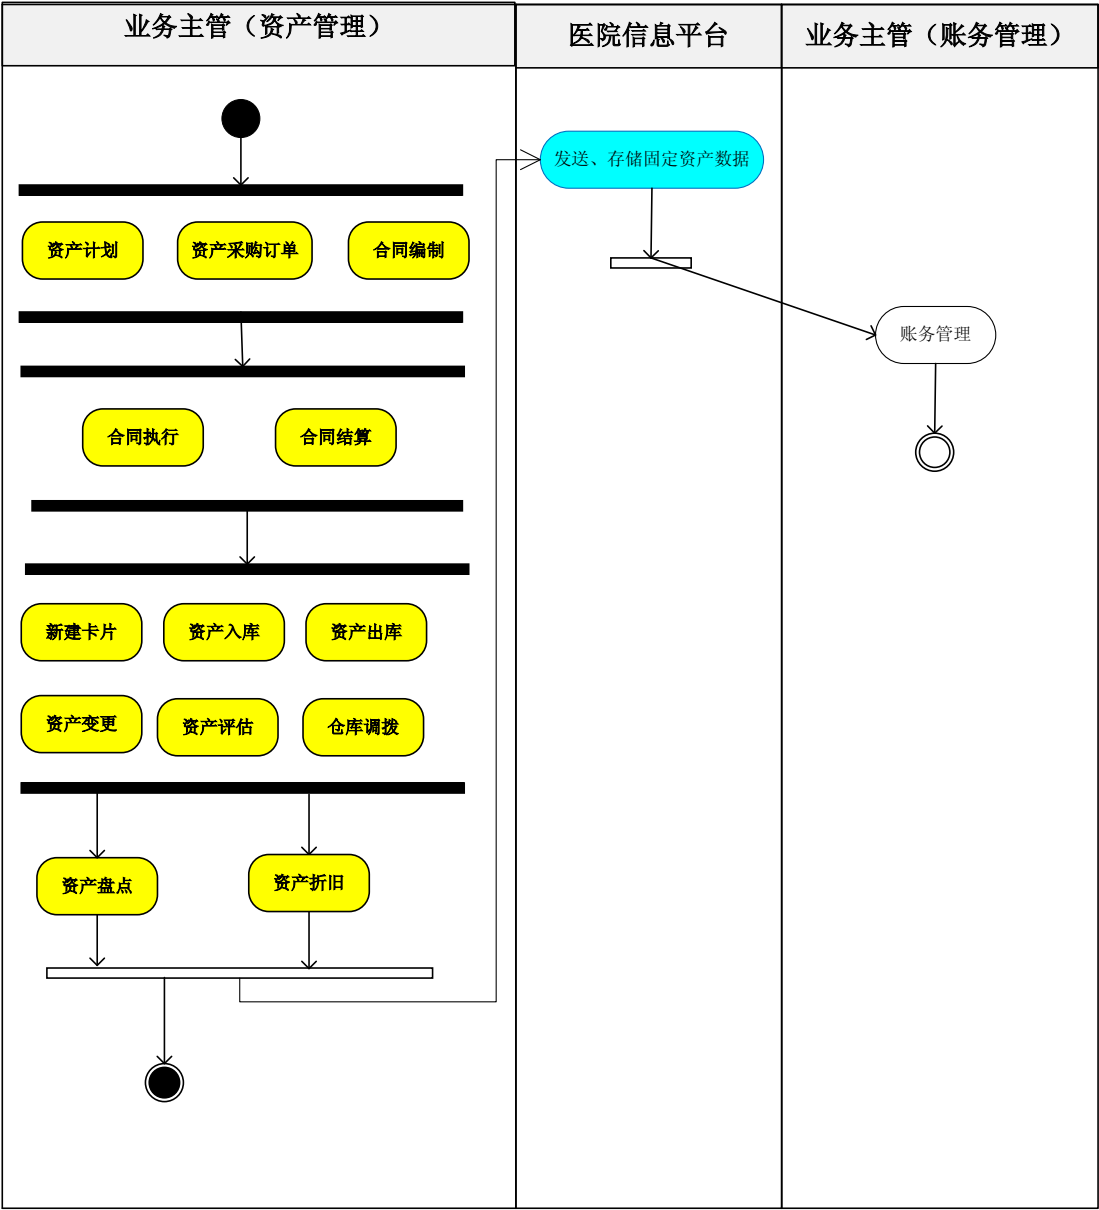 业务主管（资产管理）
医院信息平台
业务主管（账务管理）
发送、存储固定资产数据
资产计划
资产采购订单
合同编制
账务管理
合同执行
合同结算
新建卡片
资产入库
资产出库
资产变更
资产评估
仓库调拨
资产盘点
资产折旧